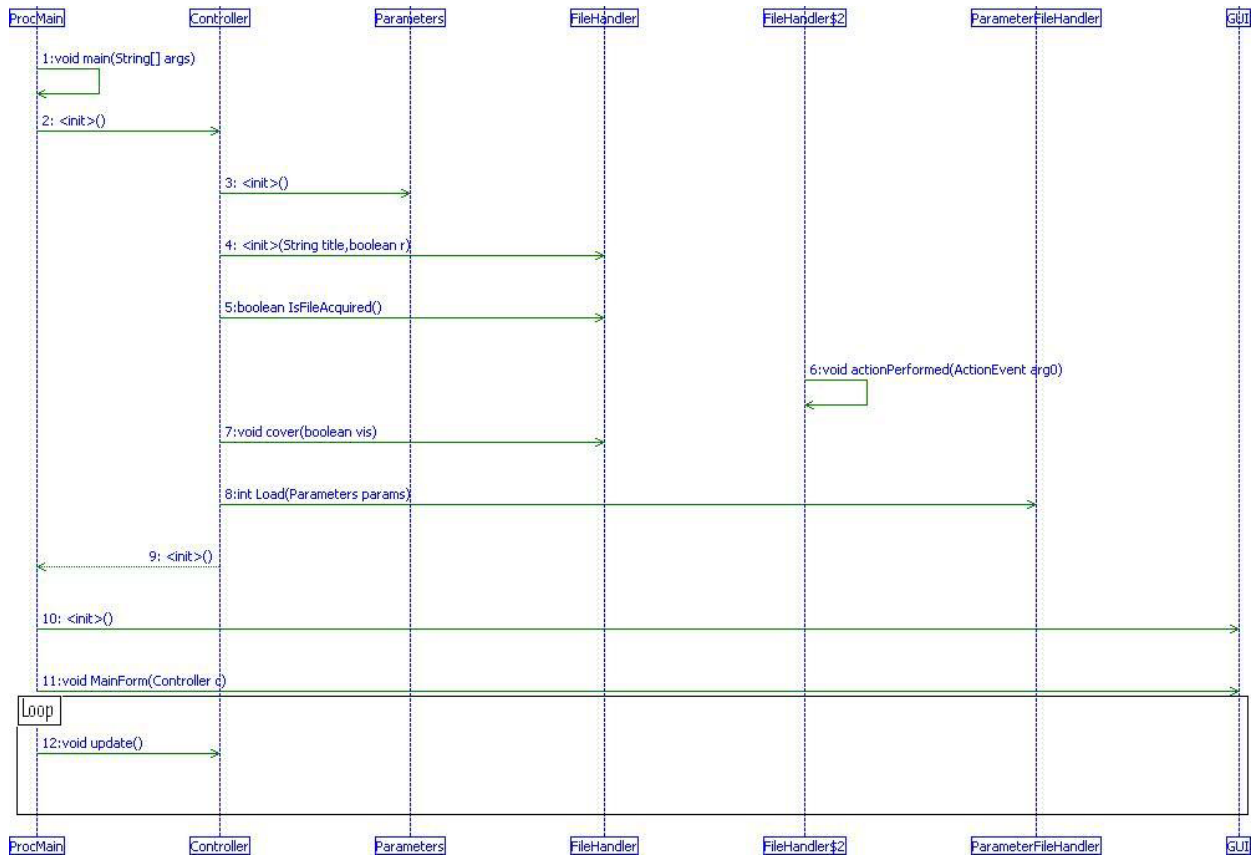 ProcMain Controller Parameters FileHandler FileHandler$2 ParameterFileHandler GUI
1:void main(String[] args)
2: <init>()
3: <init>()
4: <init>(String title,boolean r)
5:boolean IsFileAcquired()
6:void actionPerformed(ActionEvent arg0)
7:void cover(boolean vis)
8:int Load(Parameters params)
9: <init>()
10: <init>()
11:void MainForm(Controller c)
Loop
12:void update()
ProcMain Controller Parameters FileHandler FileHandler$2 ParameterFileHandler GUI